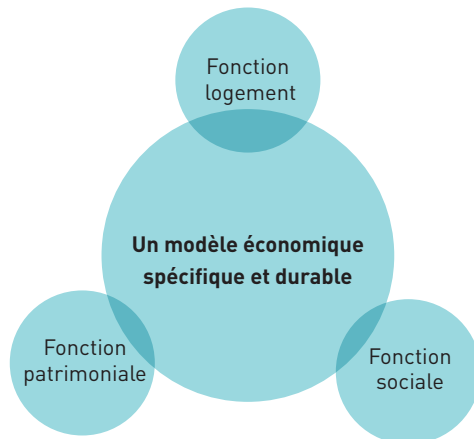 Fonction
logement
Un modèle économique
spécifique et durable
Fonction
patrimoniale
Fonction
sociale